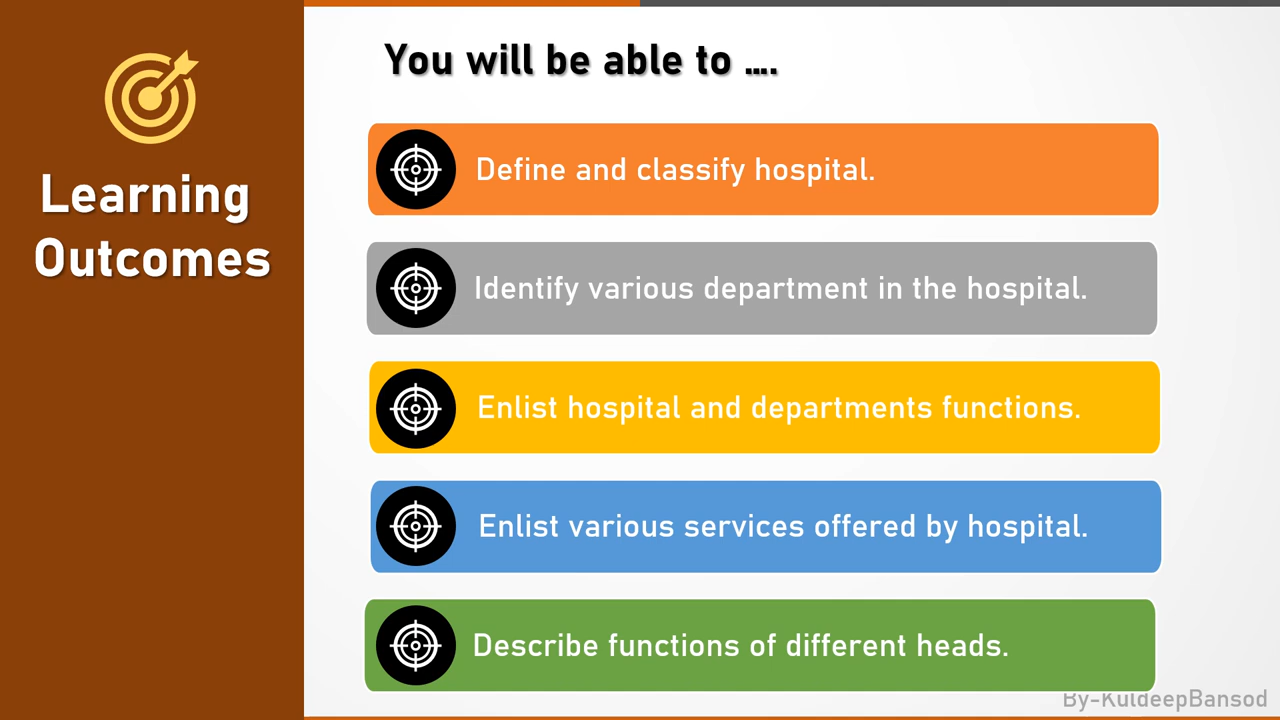 Learning
Outcomes
You will be able to ....
Define and classify hospital.
Identify various department in the hospital.
Enlist hospital and departments functions.
Enlist various services offered by hospital.
Describe functions of different heads.
By-KuldeepBansod